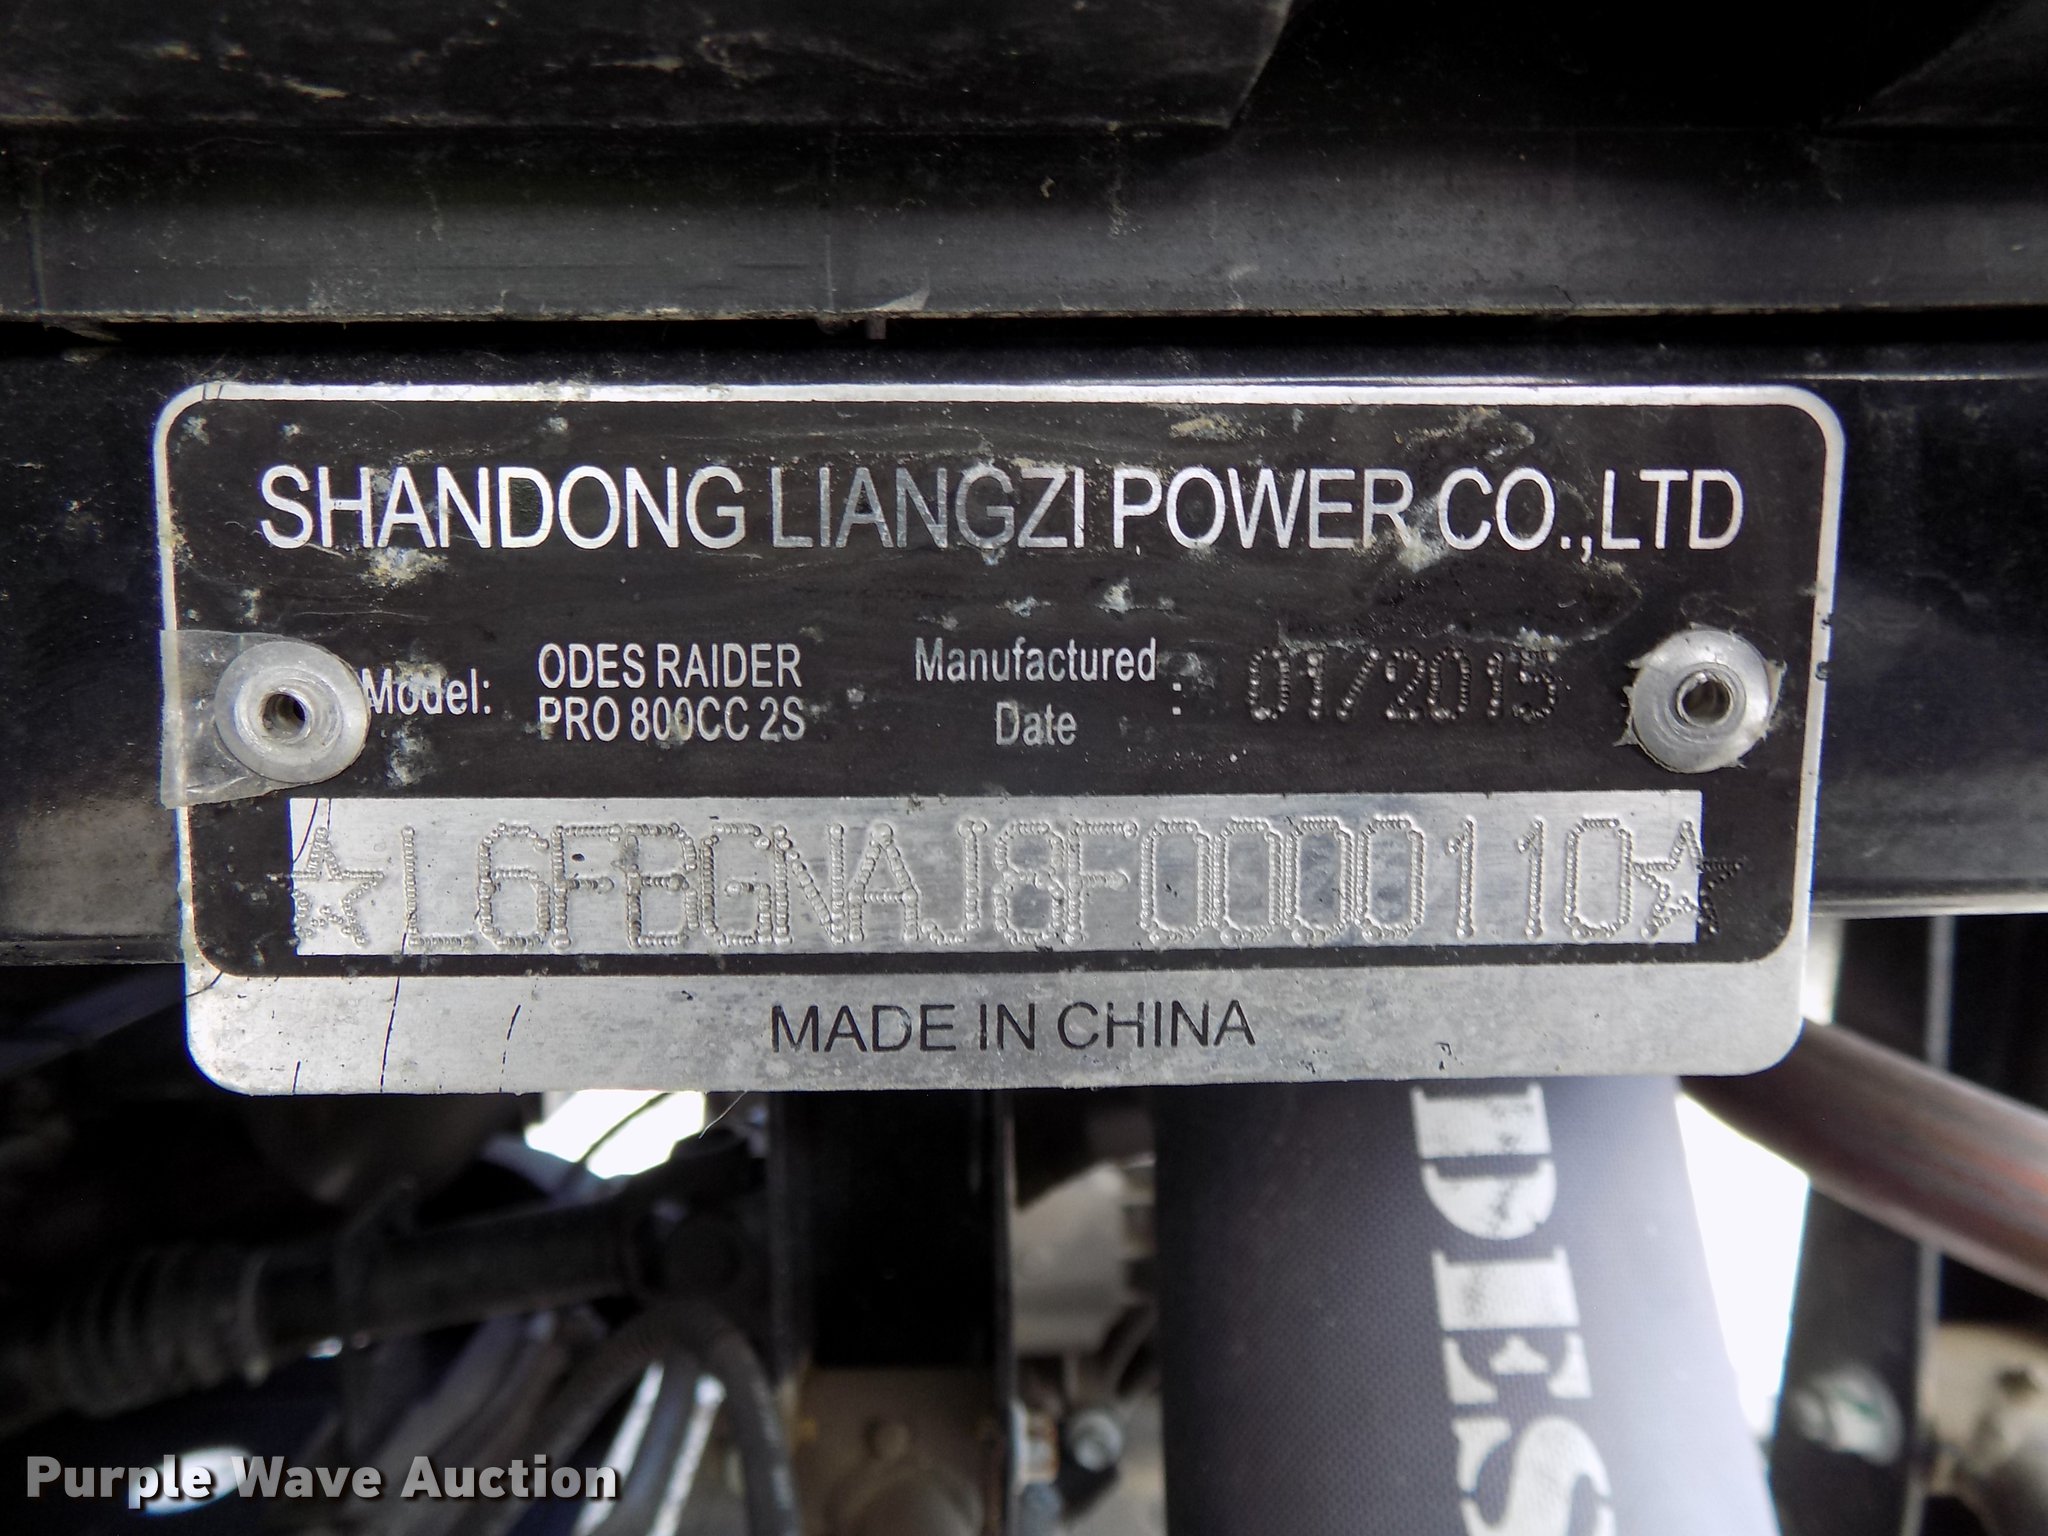 SHANDONG LIANGZI POWER CO.,LTD
Model: ODES RAIDER PRO 800CC 2S
Manufactured Date : 01/2015
☆L6FBGNAJ8F0000110☆
MADE IN CHINA
DES
Purple Wave Auction